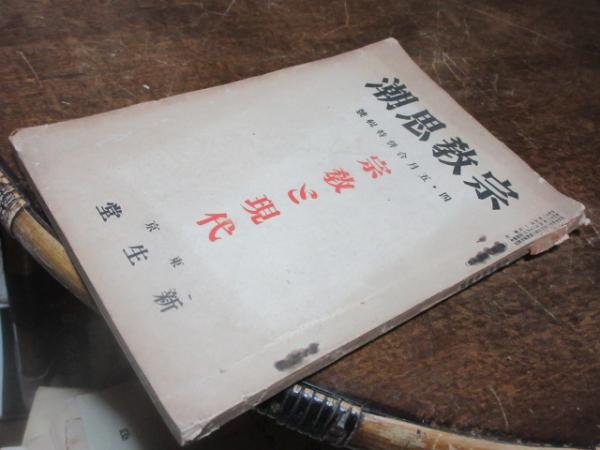 宗教思潮
四・五月合併特輯號
宗教と現代
東京
新生堂